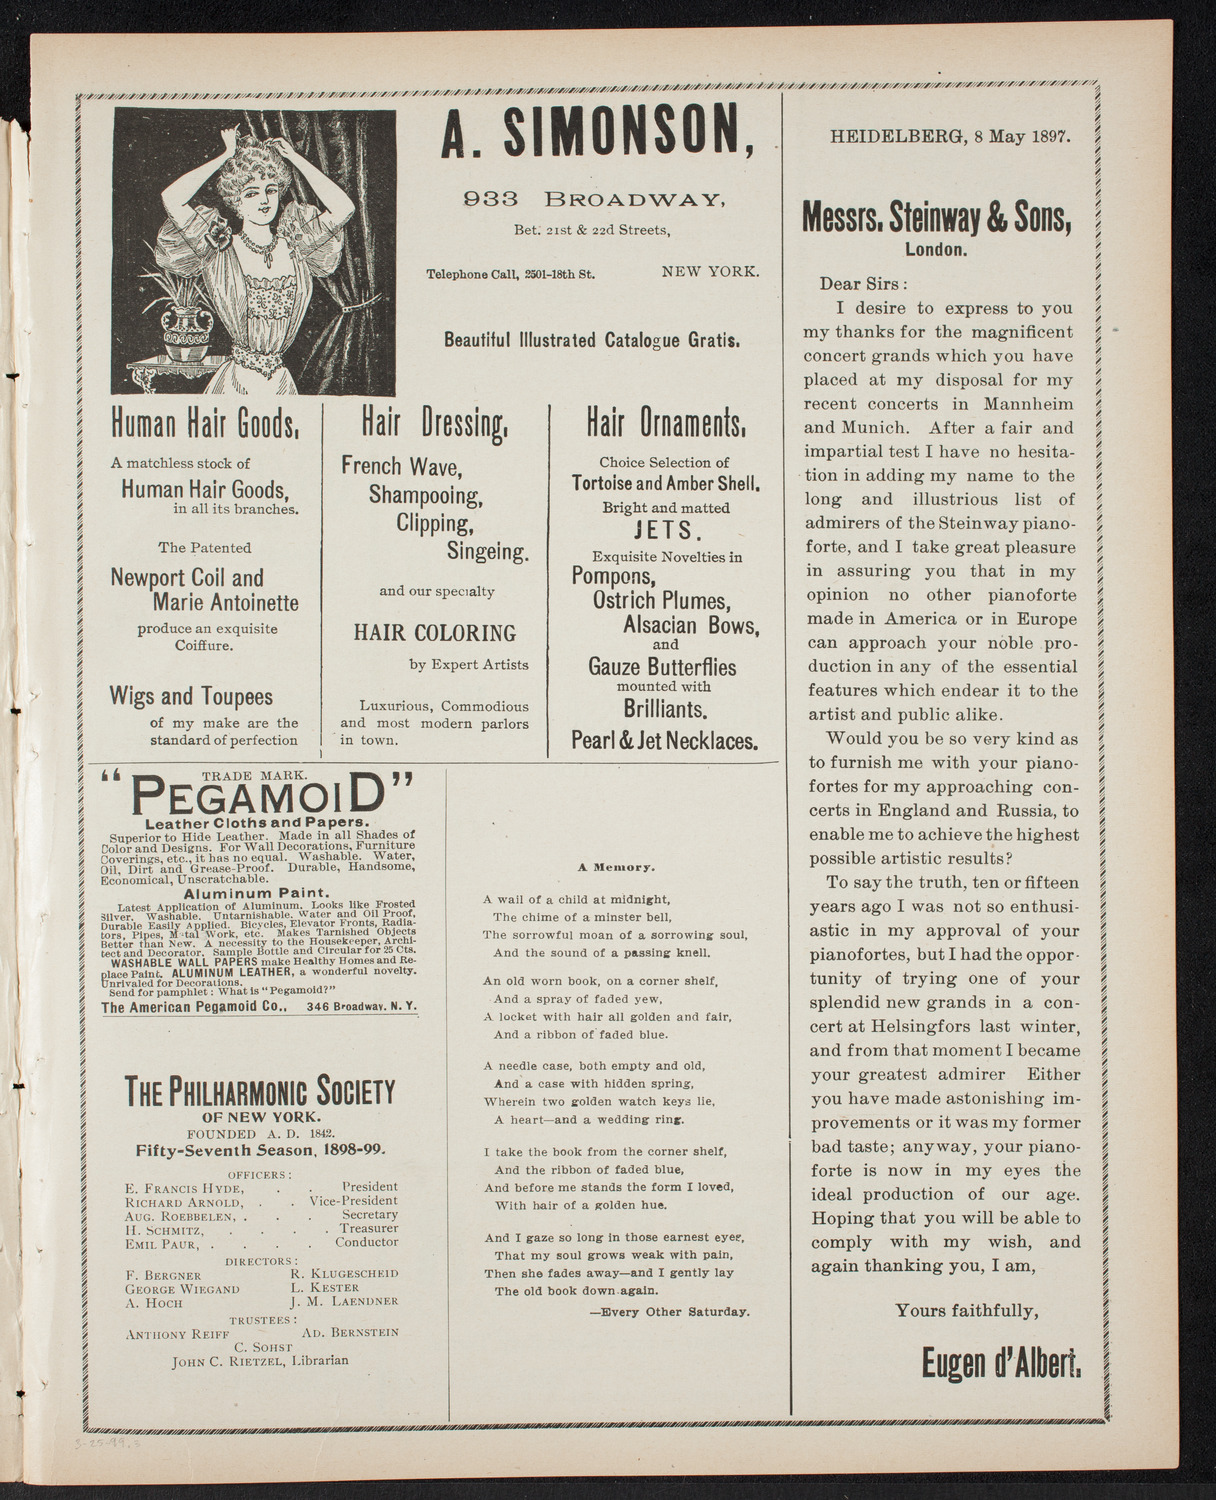 A. SIMONSON,
933 BROADWAY,
Bet. 21st & 22d Streets,
Telephone Call, 2501-18th St.
NEW YORK.
Beautiful Illustrated Catalogue Gratis.
Human Hair Goods,
A matchless stock of
Human Hair Goods,
in all its branches.
The Patented
Newport Coil and
Marie Antoinette
produce an exquisite
Coiffure.
Wigs and Toupees
of my make are the
standard of perfection
Hair Dressing,
French Wave,
Shampooing,
Clipping,
Singeing.
and our specialty
HAIR COLORING
by Expert Artists
Luxurious, Commodious
and most modern parlors
in town.
Hair Ornaments,
Choice Selection of
Tortoise and Amber Shell.
Bright and matted
JETS.
Exquisite Novelties in
Pompons,
Ostrich Plumes,
Alsacian Bows,
and
Gauze Butterflies
mounted with
Brilliants.
Pearl & Jet Necklaces.
TRADE MARK.
"PEGAMOID"
Leather Cloths and Papers.
Superior to Hide Leather. Made in all Shades of
Color and Designs. For Wall Decorations, Furniture
Coverings, etc., it has no equal. Washable. Water,
Oil, Dirt and Grease-Proof. Durable, Handsome,
Economical, Unscratchable.
Aluminum Paint.
Latest Application of Aluminum. Looks like Frosted
Silver. Washable. Untarnishable. Water and Oil Proof,
Durable Easily Applied. Bicycles, Elevator Fronts, Radia-
tors, Pipes, Metal Work, etc. Makes Tarnished Objects
Better than New. A necessity to the Housekeeper, Archi-
tect and Decorator. Sample Bottle and Circular for 25 Cts.
WASHABLE WALL PAPERS make Healthy Homes and Re-
place Paint. ALUMINUM LEATHER, a wonderful novelty.
Unrivaled for Decorations.
Send for pamphlet: What is "Pegamoid?"
The American Pegamoid Co., 346 Broadway. N. Y.
THE PHILHARMONIC SOCIETY
OF NEW YORK.
FOUNDED A. D. 1842.
Fifty-Seventh Season, 1898-99.
OFFICERS:
E. FRANCIS HYDE, . . President
RICHARD ARNOLD, . . Vice-President
AUG. ROEBBELEN, . . . Secretary
H. SCHMITZ, . . . . Treasurer
EMIL PAUR, . . . . Conductor
DIRECTORS:
F. BERGNER R. KLUGESCHEID
GEORGE WIEGAND L. KESTER
A. HOCH J. M. LAENDNER
TRUSTEES:
ANTHONY REIFF AD. BERNSTEIN
C. SOHST
JOHN C. RIETZEL, Librarian
A Memory.
A wail of a child at midnight,
The chime of a minster bell,
The sorrowful moan of a sorrowing soul,
And the sound of a passing knell.
An old worn book, on a corner shelf,
And a spray of faded yew,
A locket with hair all golden and fair,
And a ribbon of faded blue.
A needle case, both empty and old,
And a case with hidden spring,
Wherein two golden watch keys lie,
A heart—and a wedding ring.
I take the book from the corner shelf,
And the ribbon of faded blue,
And before me stands the form I loved,
With hair of a golden hue.
And I gaze so long in those earnest eyes,
That my soul grows weak with pain,
Then she fades away—and I gently lay
The old book down again.
—Every Other Saturday.
HEIDELBERG, 8 May 1897.
Messrs. Steinway & Sons,
London.
Dear Sirs:
I desire to express to you
my thanks for the magnificent
concert grands which you have
placed at my disposal for my
recent concerts in Mannheim
and Munich. After a fair and
impartial test I have no hesita-
tion in adding my name to the
long and illustrious list of
admirers of the Steinway piano-
forte, and I take great pleasure
in assuring you that in my
opinion no other pianoforte
made in America or in Europe
can approach your noble pro-
duction in any of the essential
features which endear it to the
artist and public alike.
Would you be so very kind as
to furnish me with your piano-
fortes for my approaching con-
certs in England and Russia, to
enable me to achieve the highest
possible artistic results?
To say the truth, ten or fifteen
years ago I was not so enthusi-
astic in my approval of your
pianofortes, but I had the oppor-
tunity of trying one of your
splendid new grands in a con-
cert at Helsingfors last winter,
and from that moment I became
your greatest admirer Either
you have made astonishing im-
provements or it was my former
bad taste; anyway, your piano-
forte is now in my eyes the
ideal production of our age.
Hoping that you will be able to
comply with my wish, and
again thanking you, I am,
Yours faithfully,
Eugen d'Albert.
3-25-99,5